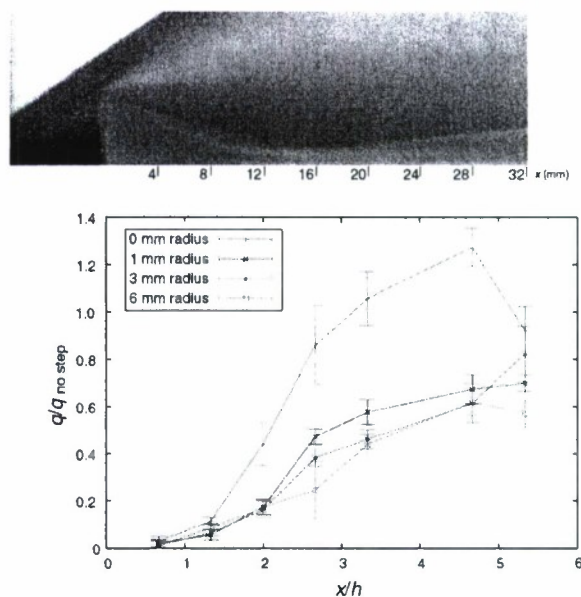 4 8 12 16 20 24 28 32 x (mm)
1.4
0 mm radius
1 mm radius
3 mm radius
6 mm radius
1.2
1.0
0.8
0.6
0.4
0.2
0
q/q no step
0 1 2 3 4 5 6
x/h